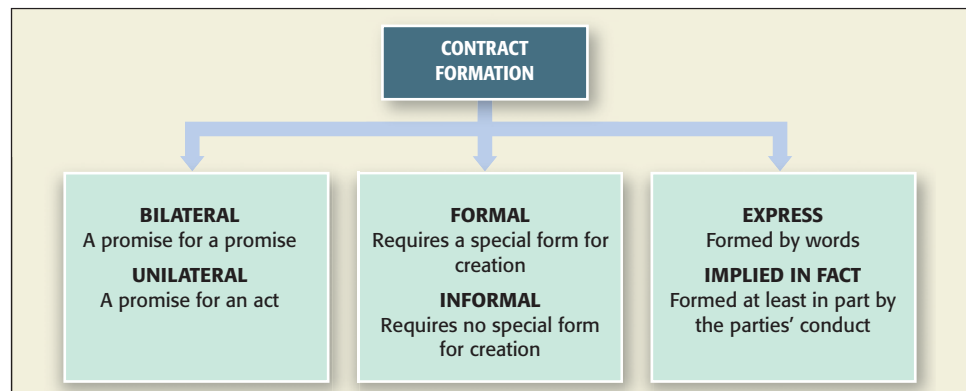 CONTRACT
FORMATION
BILATERAL
A promise for a promise
UNILATERAL
A promise for an act
FORMAL
Requires a special form for
creation
INFORMAL
Requires no special form
for creation
EXPRESS
Formed by words
IMPLIED IN FACT
Formed at least in part by
the parties’ conduct